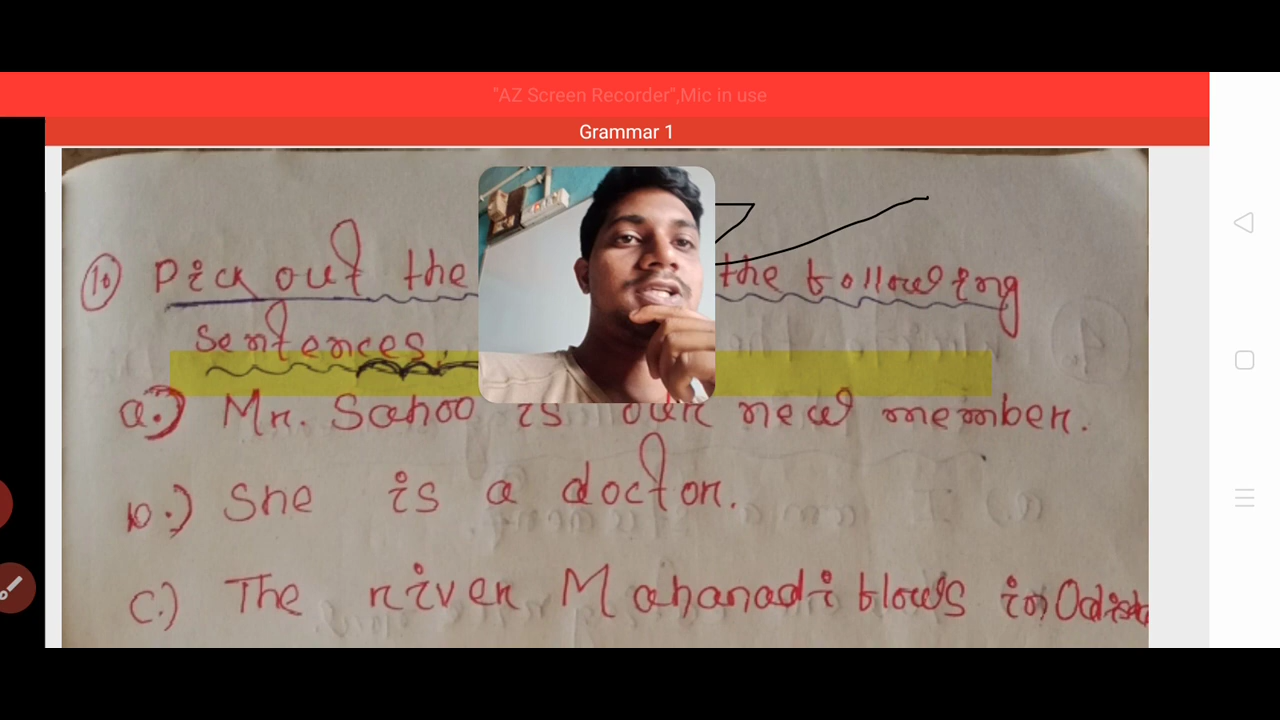 "AZ Screen Recorder",Mic in use
Grammar 1
10 Pick out the the following
sentences.
a.) Mr. Sahoo is our new member.
b.) She is a doctor.
c.) The river Mahanadi flows in Odisha